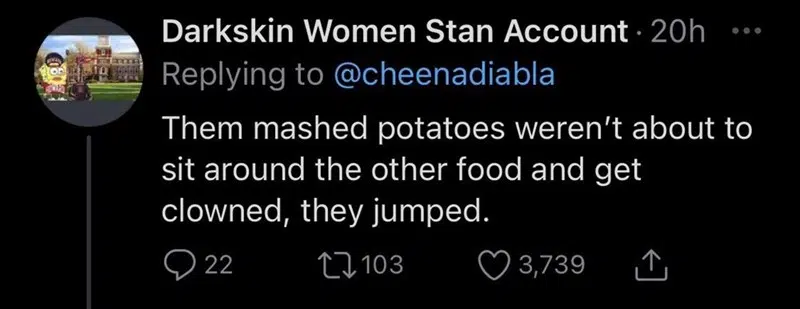 Darkskin Women Stan Account · 20h
Replying to @cheenadiabla
Them mashed potatoes weren’t about to
sit around the other food and get
clowned, they jumped.
22 103 3,739